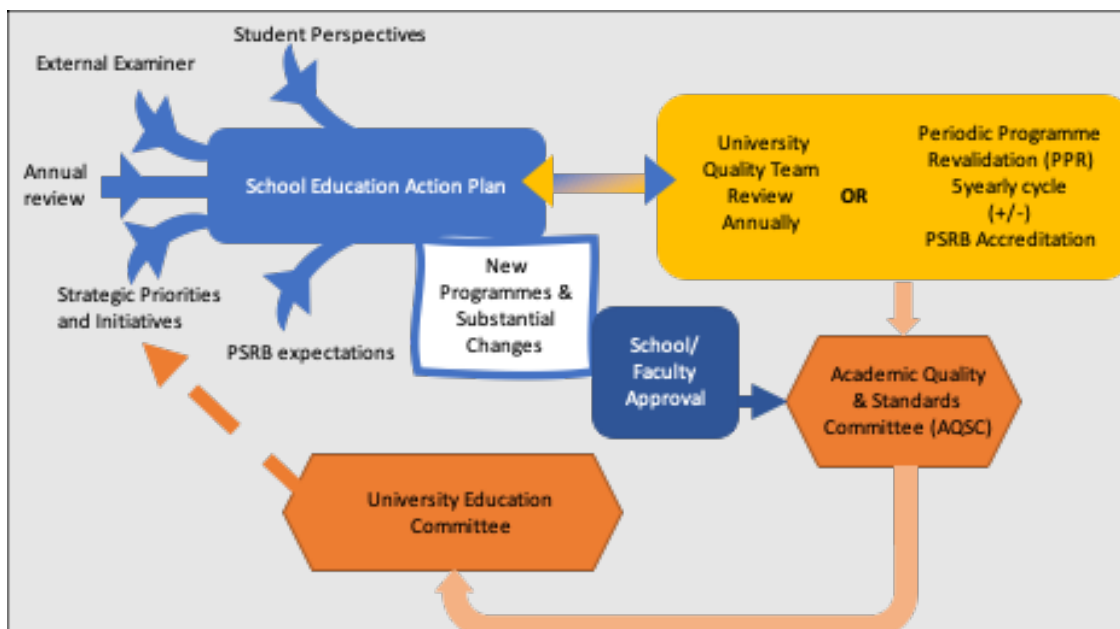 Student Perspectives
External Examiner
Annual
review
School Education Action Plan
Strategic Priorities
and Initiatives
PSRB expectations
New
Programmes &
Substantial
Changes
School/
Faculty
Approval
University
Quality Team
Review
Annually
OR
Periodic Programme
Revalidation (PPR)
5yearly cycle
(+/-)
PSRB Accreditation
Academic Quality
& Standards
Committee (AQSC)
University Education
Committee